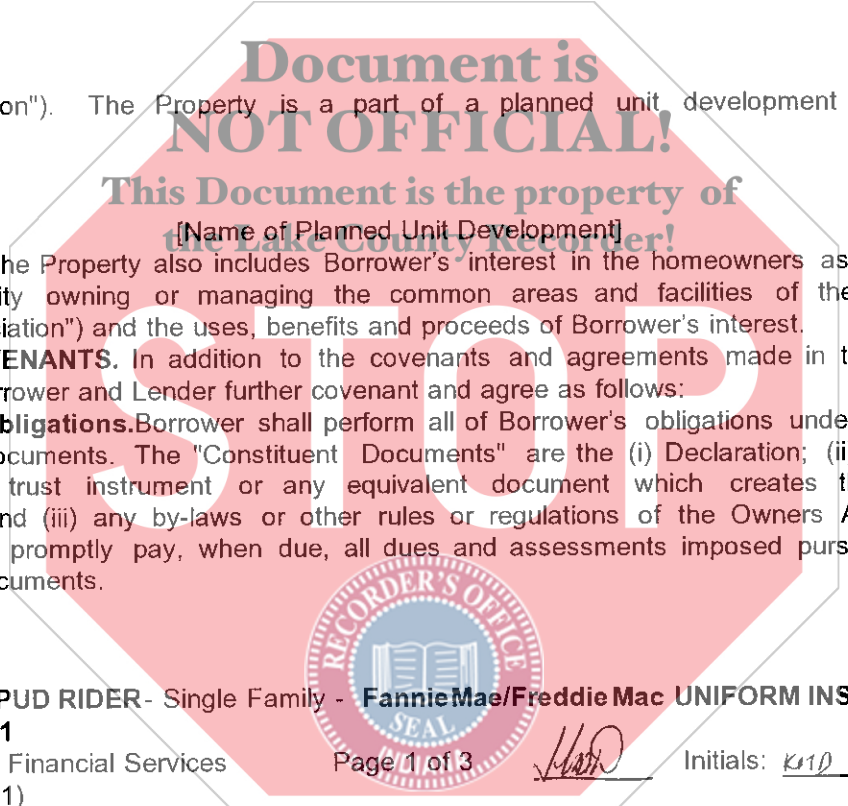 Document is
on"). The Property is a part of a planned unit development
NOT OFFICIAL!
This Document is the property of
[Name of Planned Unit Development]
the Lake County Recorder!
he Property also includes Borrower's interest in the homeowners as
ity owning or managing the common areas and facilities of the
iation") and the uses, benefits and proceeds of Borrower's interest.
ENANTS. In addition to the covenants and agreements made in t
rrower and Lender further covenant and agree as follows:
bligations.Borrower shall perform all of Borrower's obligations unde
ocuments. The "Constituent Documents" are the (i) Declaration; (ii
trust instrument or any equivalent document which creates t
nd (iii) any by-laws or other rules or regulations of the Owners A
promptly pay, when due, all dues and assessments imposed purs
cuments.
STOP
RECORDER'S OFFICE
SEAL
INDIANA
PUD RIDER- Single Family - Fannie Mae/Freddie Mac UNIFORM INS
1
Financial Services Page 1 of 3 Initials:
1)